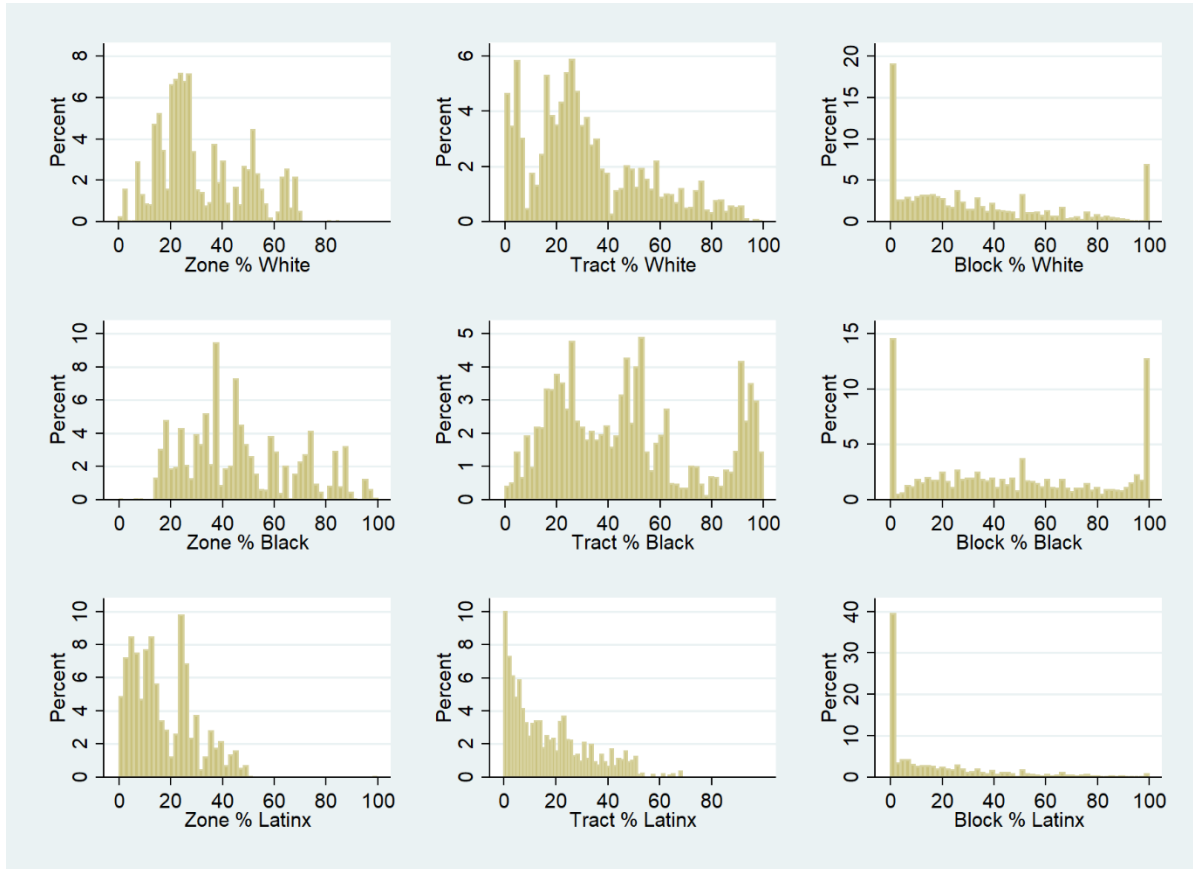 Percent
0 2 4 6 8
0 20 40 60 80
Zone % White
Percent
0 2 4 6
0 20 40 60 80 100
Tract % White
Percent
0 5 10 15 20
0 20 40 60 80 100
Block % White
Percent
0 2 4 6 8 10
0 20 40 60 80 100
Zone % Black
Percent
0 1 2 3 4 5
0 20 40 60 80 100
Tract % Black
Percent
0 5 10 15
0 20 40 60 80 100
Block % Black
Percent
0 2 4 6 8 10
0 20 40 60 80
Zone % Latinx
Percent
0 2 4 6 8 10
0 20 40 60 80
Tract % Latinx
Percent
0 10 20 30 40
0 20 40 60 80 100
Block % Latinx